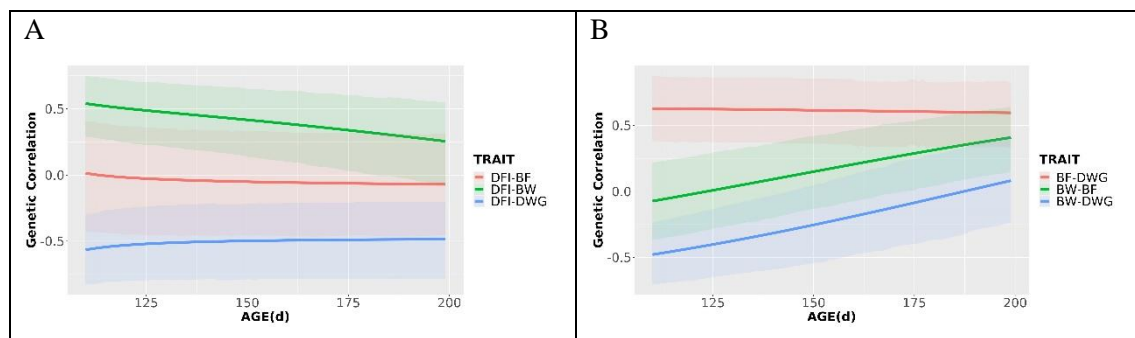 A
0.5
0.0
-0.5
Genetic Correlation
125
150
175
200
AGE(d)
TRAIT
DFI-BF
DFI-BW
DFI-DWG
B
0.5
0.0
-0.5
Genetic Correlation
125
150
175
200
AGE(d)
TRAIT
BF-DWG
BW-BF
BW-DWG